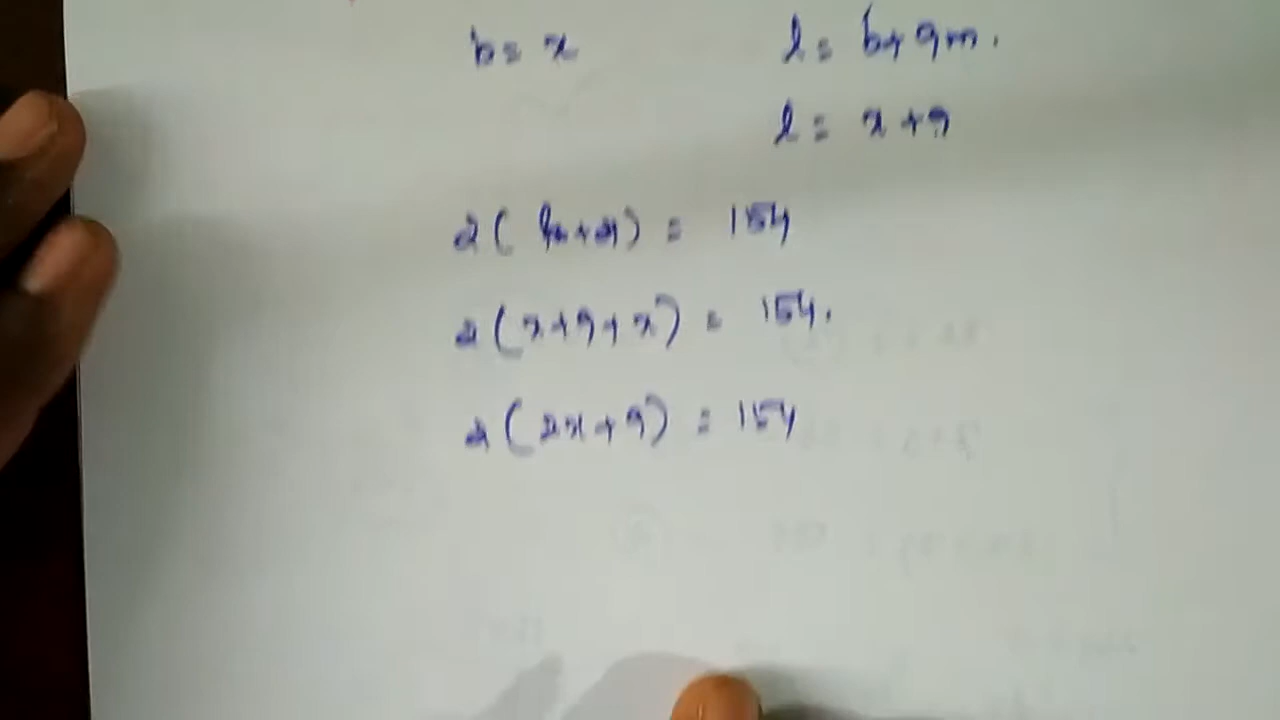 b = x l = b + 9m.
l = x + 9
2 ( ) = 154
2 ( x + 9 + x ) = 154.
2 ( 2x + 9 ) = 154